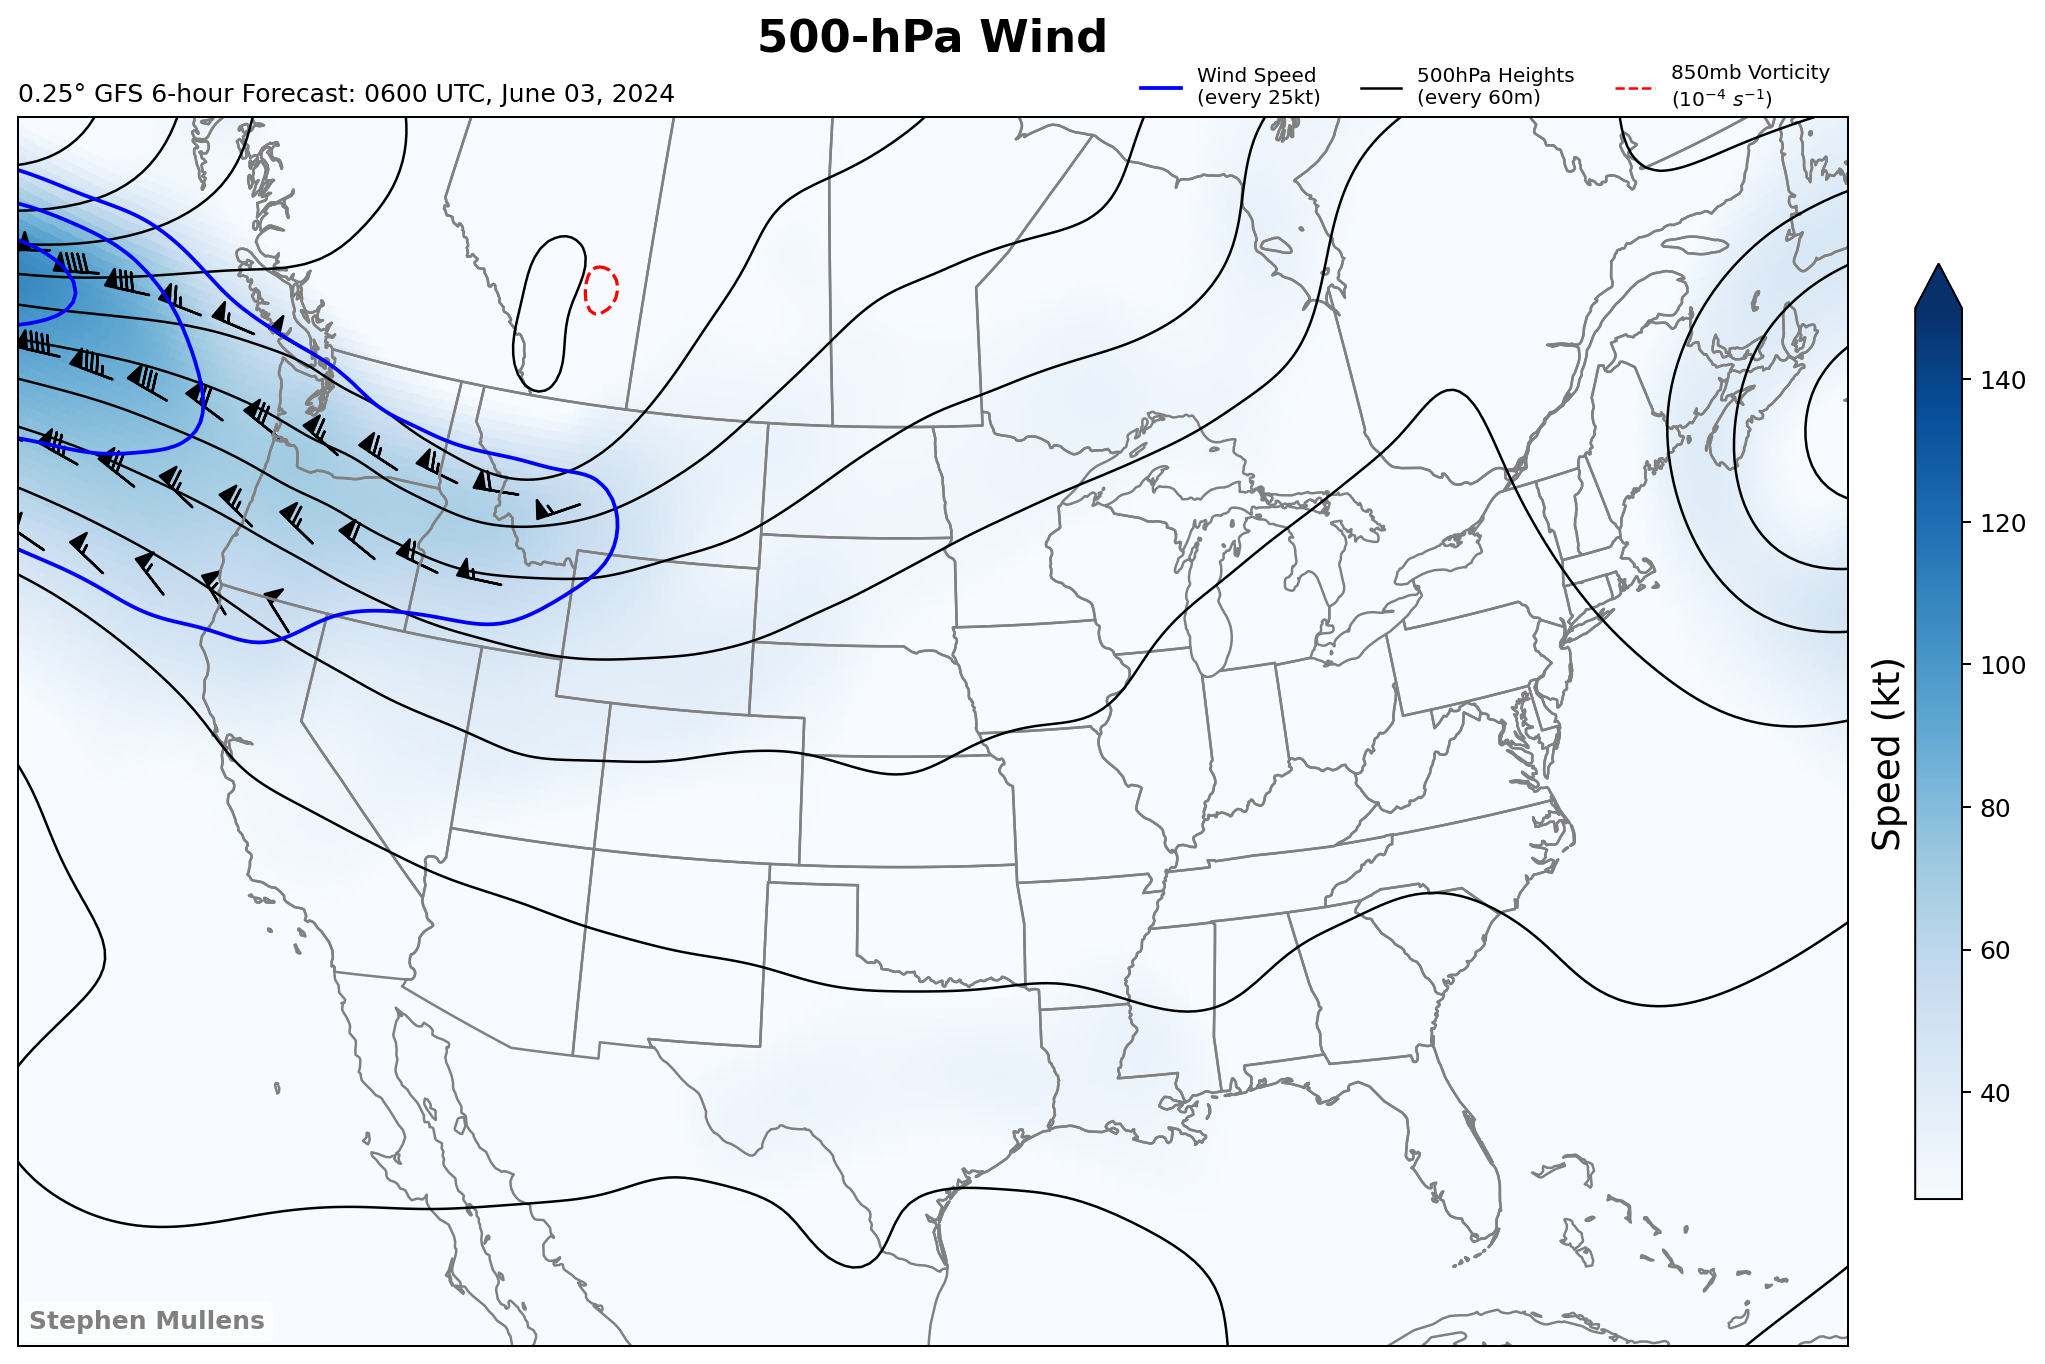 500-hPa Wind
0.25° GFS 6-hour Forecast: 0600 UTC, June 03, 2024
Wind Speed
(every 25kt)
500hPa Heights
(every 60m)
850mb Vorticity
(10⁻⁴ s⁻¹)
140
120
100
80
60
40
Speed (kt)
Stephen Mullens